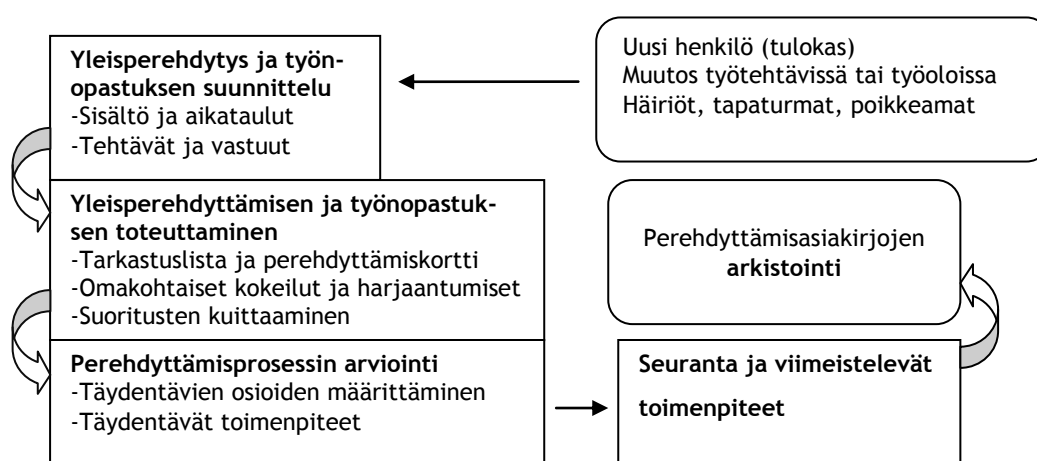 Yleisperehdytys ja työn-
opastuksen suunnittelu
-Sisältö ja aikataulut
-Tehtävät ja vastuut
Uusi henkilö (tulokas)
Muutos työtehtävissä tai työoloissa
Häiriöt, tapaturmat, poikkeamat
Yleisperehdyttämisen ja työnopastuk-
sen toteuttaminen
-Tarkastuslista ja perehdyttämiskortti
-Omakohtaiset kokeilut ja harjaantumiset
-Suoritusten kuittaaminen
Perehdyttämisasiakirjojen
arkistointi
Perehdyttämisprosessin arviointi
-Täydentävien osioiden määrittäminen
-Täydentävät toimenpiteet
Seuranta ja viimeistelevät
toimenpiteet